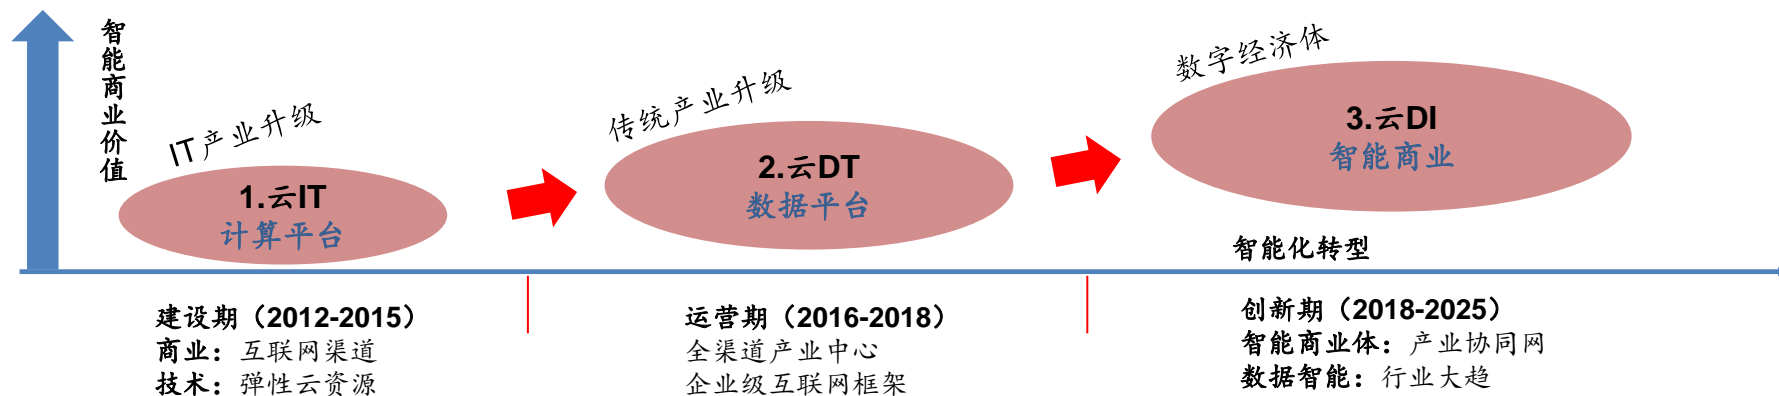 智能商业价值
IT产业升级
1.云IT
计算平台
传统产业升级
2.云DT
数据平台
数字经济体
3.云DI
智能商业
智能化转型
建设期（2012-2015）
商业：互联网渠道
技术：弹性云资源
运营期（2016-2018）
全渠道产业中心
企业级互联网框架
创新期（2018-2025）
智能商业体：产业协同网
数据智能：行业大趋